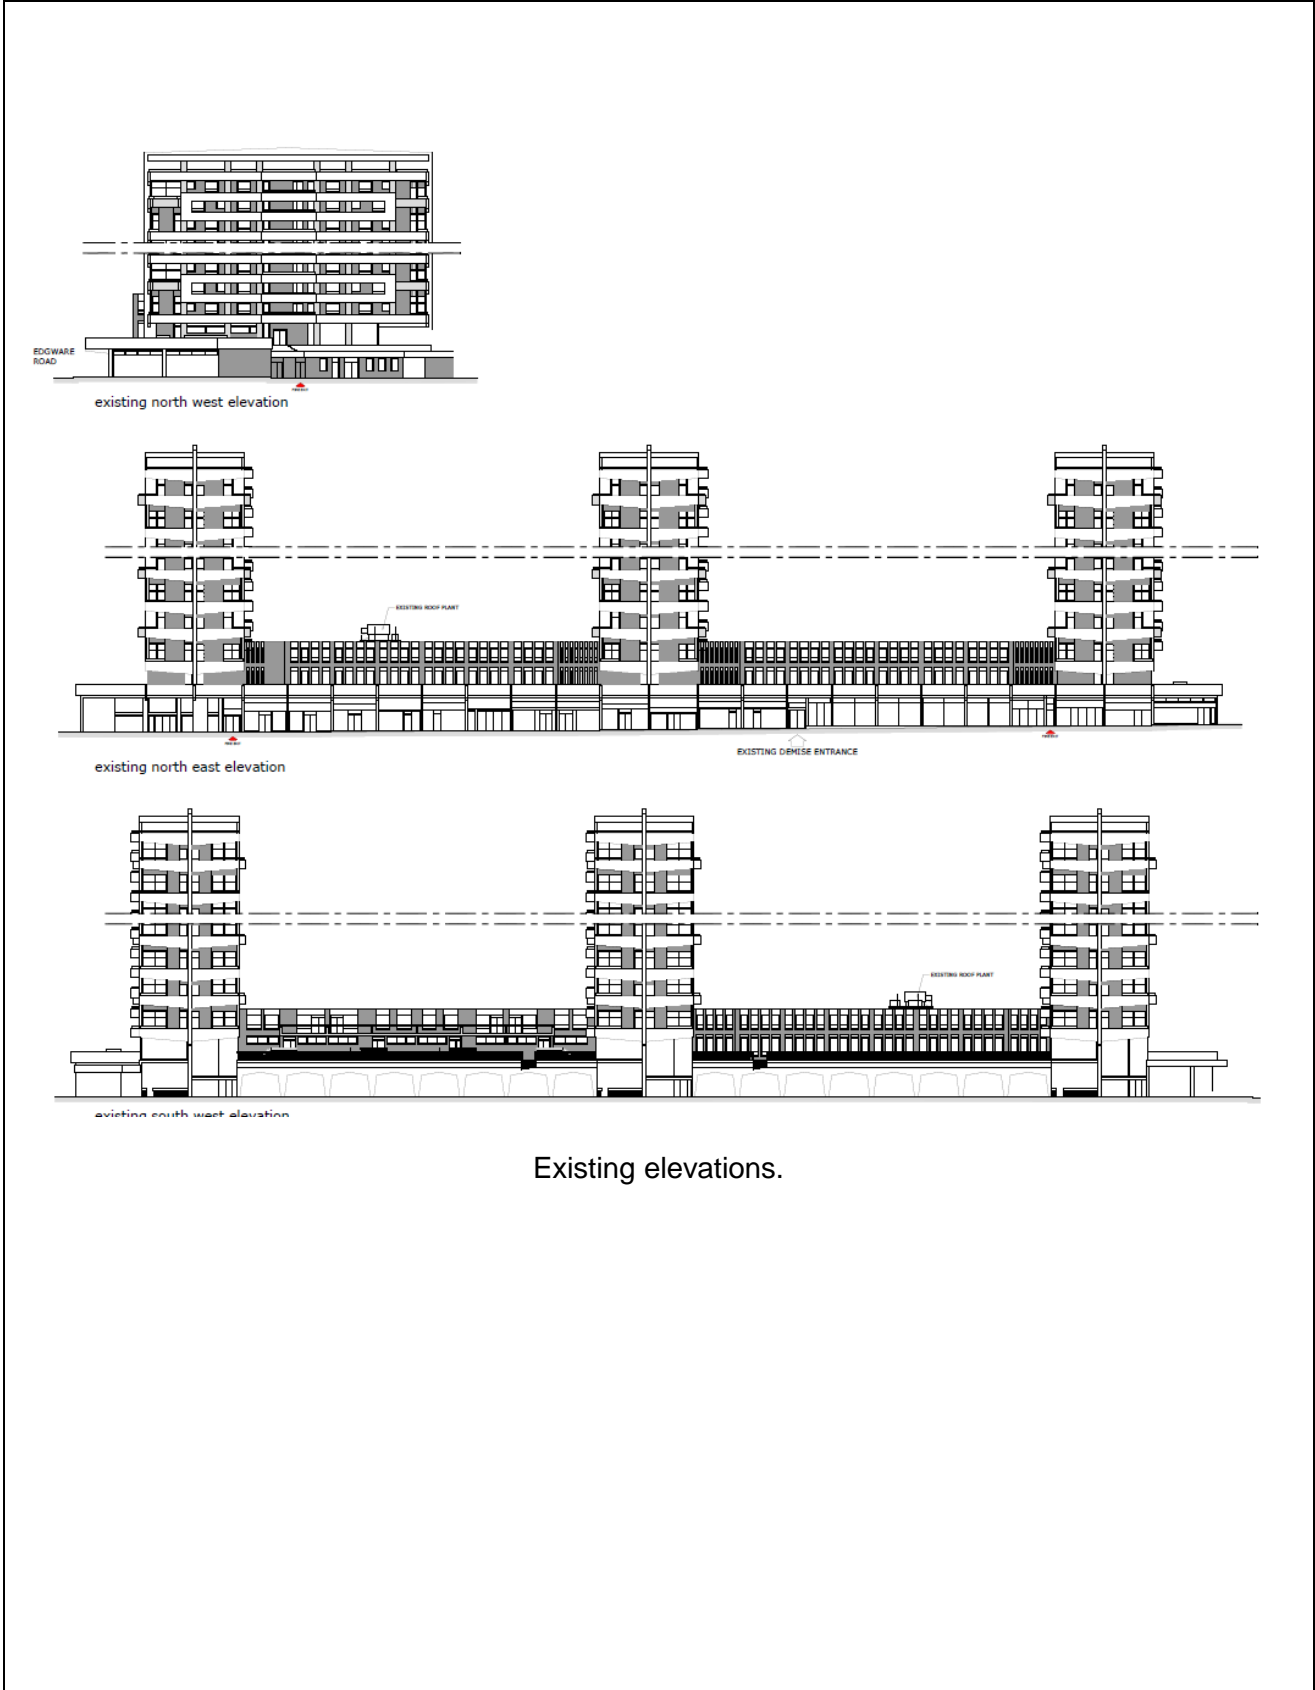 EDGWARE
ROAD
existing north west elevation
EXISTING ROOF PLANT
EXISTING DEMISE ENTRANCE
existing north east elevation
EXISTING ROOF PLANT
existing south west elevation
Existing elevations.